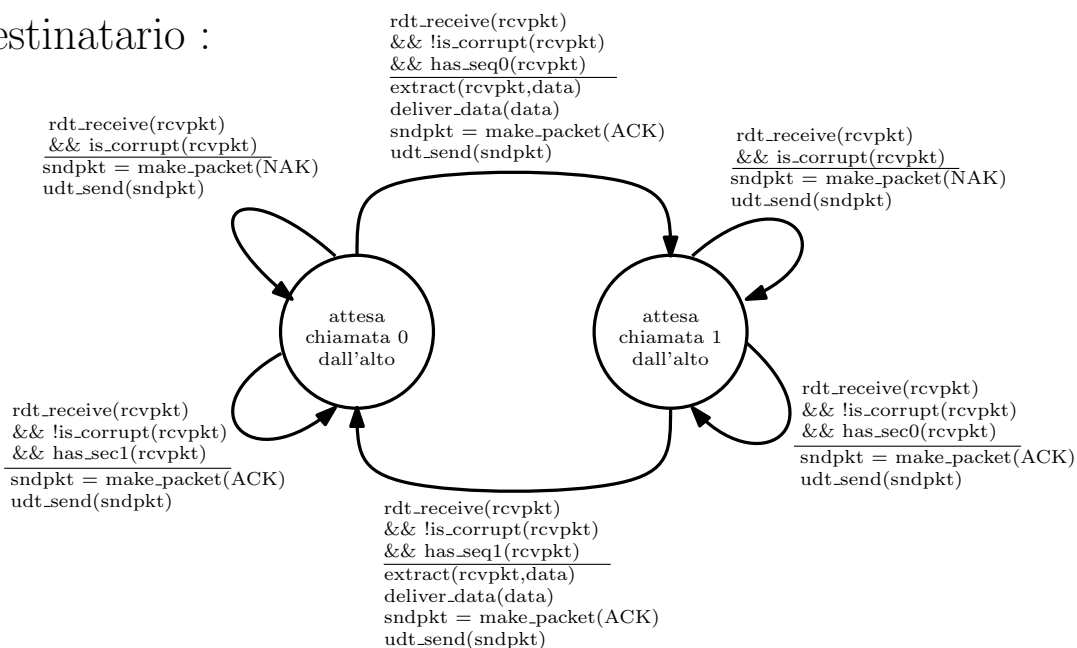 estinatario :
rdt_receive(rcvpkt)
&& !is_corrupt(rcvpkt)
&& has_seq0(rcvpkt)
extract(rcvpkt,data)
deliver_data(data)
sndpkt = make_packet(ACK)
udt_send(sndpkt)
rdt_receive(rcvpkt)
&& is_corrupt(rcvpkt)
sndpkt = make_packet(NAK)
udt_send(sndpkt)
rdt_receive(rcvpkt)
&& is_corrupt(rcvpkt)
sndpkt = make_packet(NAK)
udt_send(sndpkt)
attesa
chiamata 0
dall'alto
attesa
chiamata 1
dall'alto
rdt_receive(rcvpkt)
&& !is_corrupt(rcvpkt)
&& has_sec1(rcvpkt)
sndpkt = make_packet(ACK)
udt_send(sndpkt)
rdt_receive(rcvpkt)
&& !is_corrupt(rcvpkt)
&& has_sec0(rcvpkt)
sndpkt = make_packet(ACK)
udt_send(sndpkt)
rdt_receive(rcvpkt)
&& !is_corrupt(rcvpkt)
&& has_seq1(rcvpkt)
extract(rcvpkt,data)
deliver_data(data)
sndpkt = make_packet(ACK)
udt_send(sndpkt)